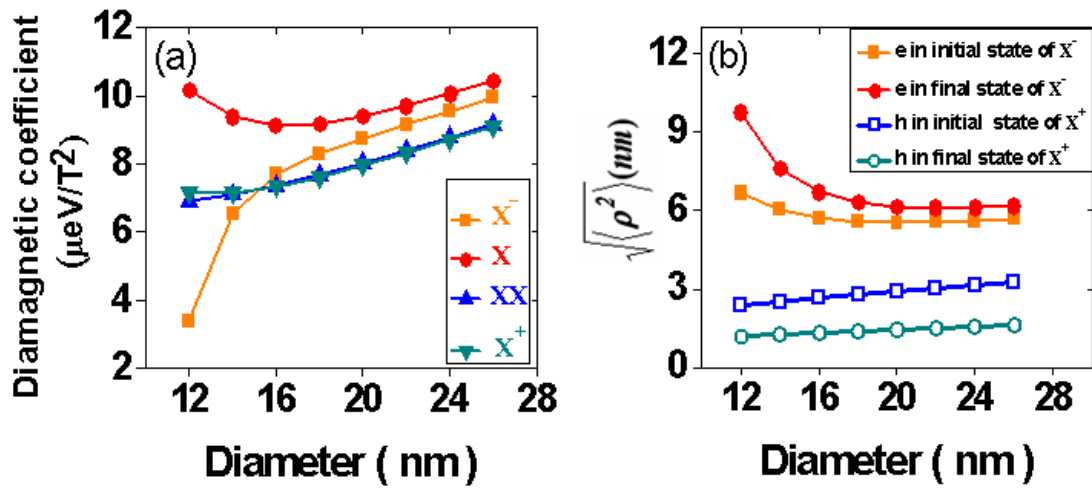 Diamagnetic coefficient
(μeV/T²)
12
10
8
6
4
2
(a)
X⁻
X
XX
X⁺
12
16
20
24
28
Diameter ( nm )
√⟨ρ²⟩ (nm)
12
9
6
3
0
(b)
e in initial state of X⁻
e in final state of X⁻
h in initial state of X⁺
h in final state of X⁺
12
16
20
24
28
Diameter ( nm )